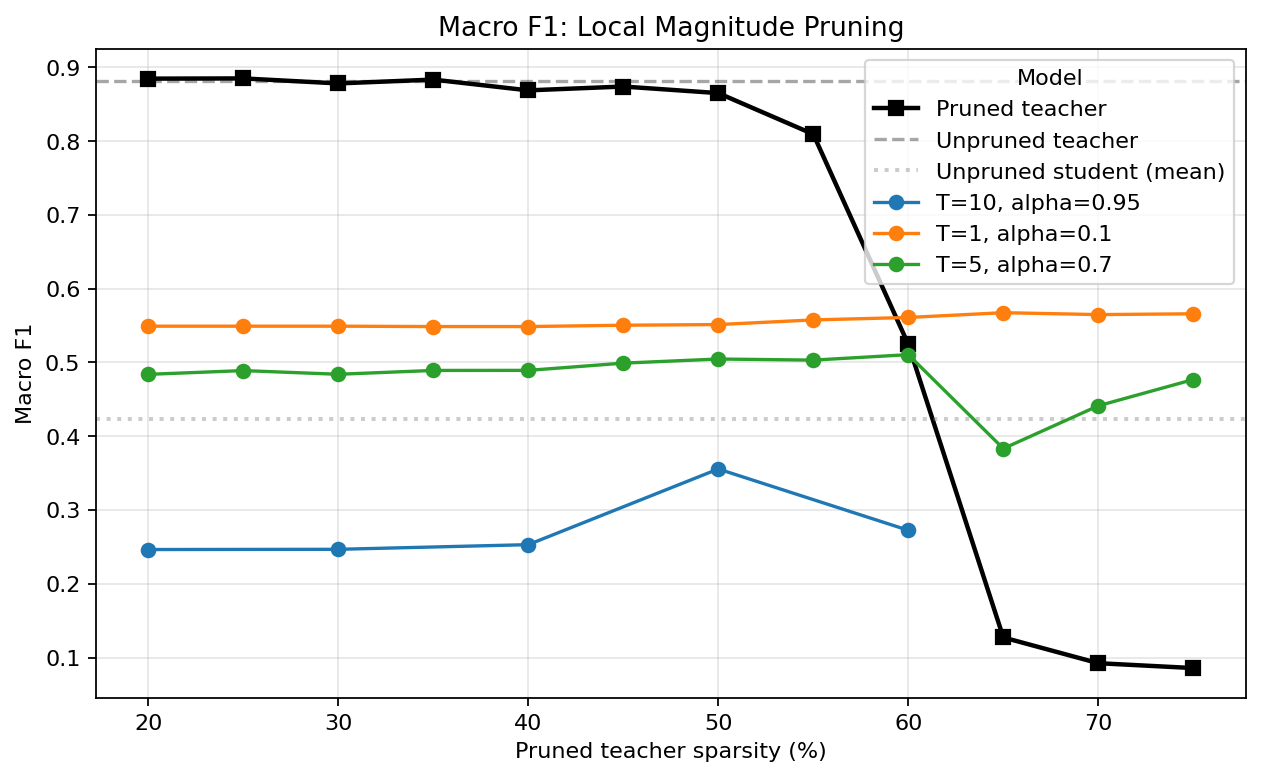 Macro F1: Local Magnitude Pruning
Macro F1
0.9
0.8
0.7
0.6
0.5
0.4
0.3
0.2
0.1
Model
Pruned teacher
Unpruned teacher
Unpruned student (mean)
T=10, alpha=0.95
T=1, alpha=0.1
T=5, alpha=0.7
20 30 40 50 60 70
Pruned teacher sparsity (%)